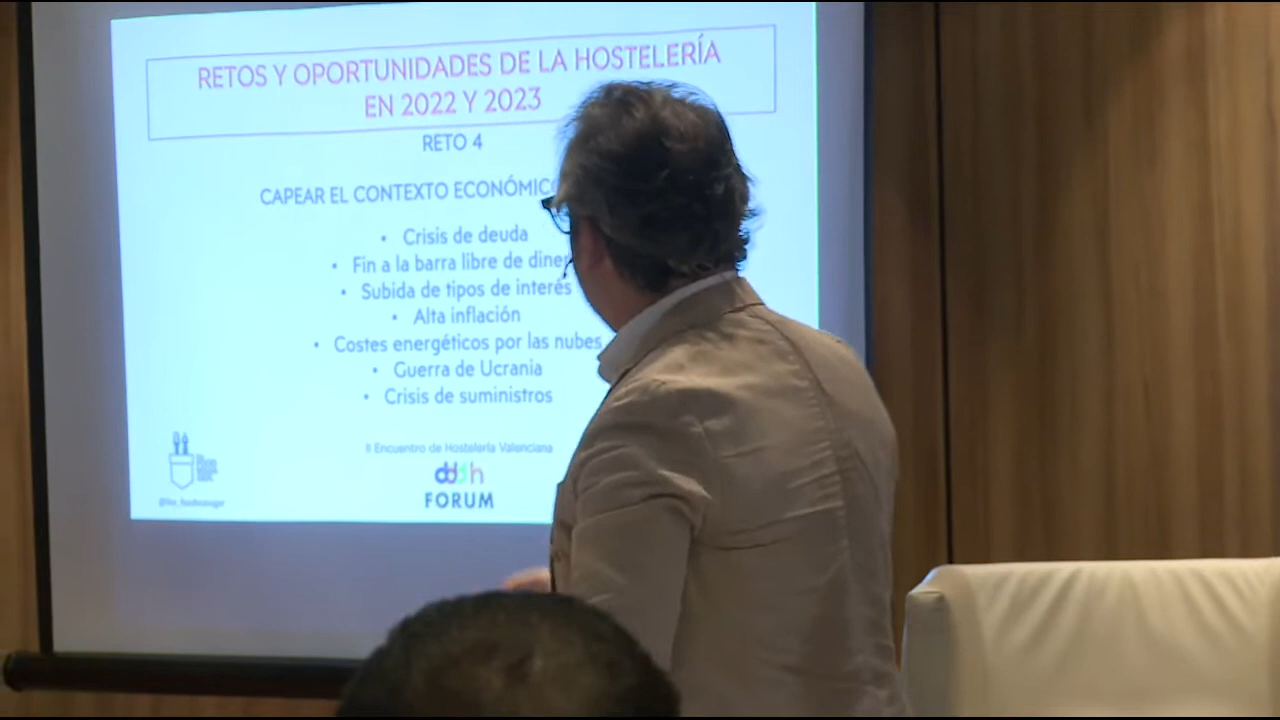 RETOS Y OPORTUNIDADES DE LA HOSTELERÍA
EN 2022 Y 2023
RETO 4
CAPEAR EL CONTEXTO ECONÓMICO
• Crisis de deuda
• Fin a la barra libre de diner
• Subida de tipos de interés
• Alta inflación
• Costes energéticos por las nubes
• Guerra de Ucrania
• Crisis de suministros
II Encuentro de Hostelería Valenciana
FORUM